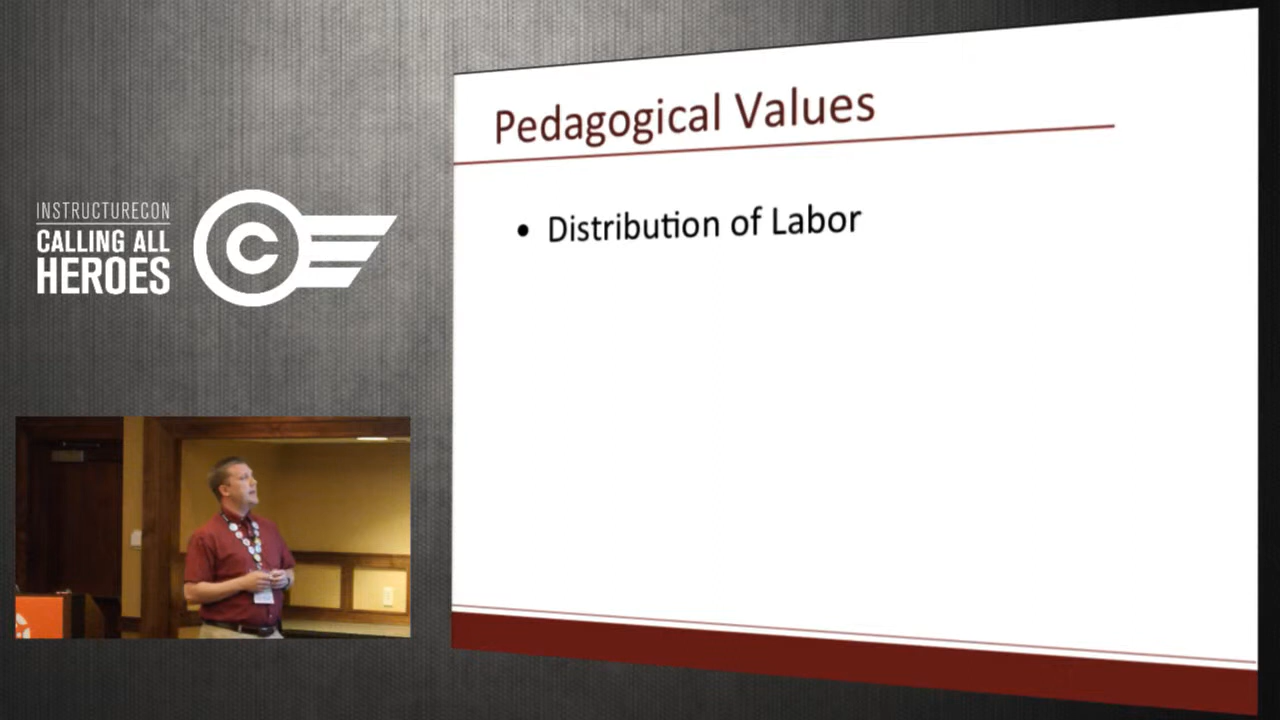 INSTRUCTURECON
CALLING ALL
HEROES
C
Pedagogical Values
• Distribution of Labor